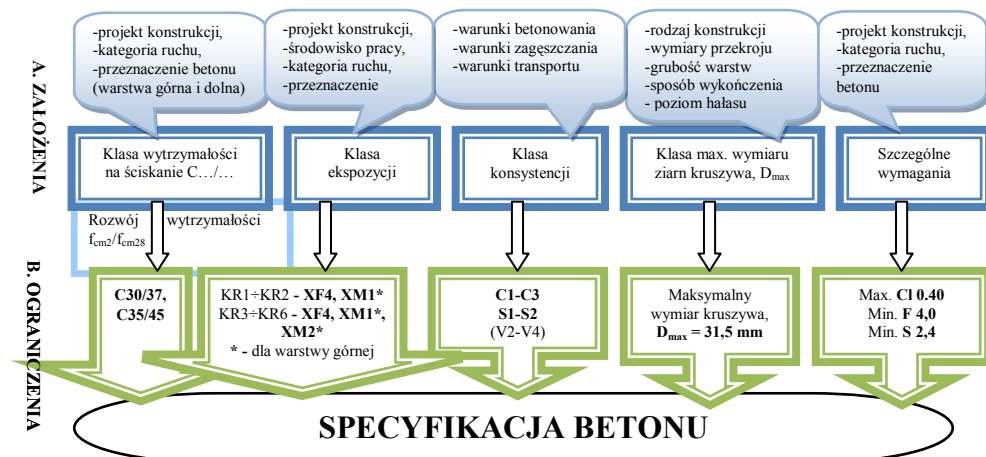 A. ZAŁOŻENIA
-projekt konstrukcji,
-kategoria ruchu,
-przeznaczenie betonu
(warstwa górna i dolna)
-projekt konstrukcji,
-środowisko pracy,
-kategoria ruchu,
-przeznaczenie
-warunki betonowania
-warunki zagęszczania
-warunki transportu
-rodzaj konstrukcji
-wymiary przekroju
-grubość warstw
-sposób wykończenia
- poziom hałasu
-projekt konstrukcji,
-kategoria ruchu,
-przeznaczenie
betonu
Klasa wytrzymałości
na ściskanie C…/…
Klasa
ekspozycji
Klasa
konsystencji
Klasa max. wymiaru
ziarn kruszywa, Dmax
Szczególne
wymagania
Rozwój wytrzymałości
fcm2/fcm28
B. OGRANICZENIA
C30/37,
C35/45
KR1÷KR2 - XF4, XM1*
KR3÷KR6 - XF4, XM1*,
XM2*
* - dla warstwy górnej
C1-C3
S1-S2
(V2-V4)
Maksymalny
wymiar kruszywa,
Dmax = 31,5 mm
Max. Cl 0.40
Min. F 4,0
Min. S 2,4
SPECYFIKACJA BETONU